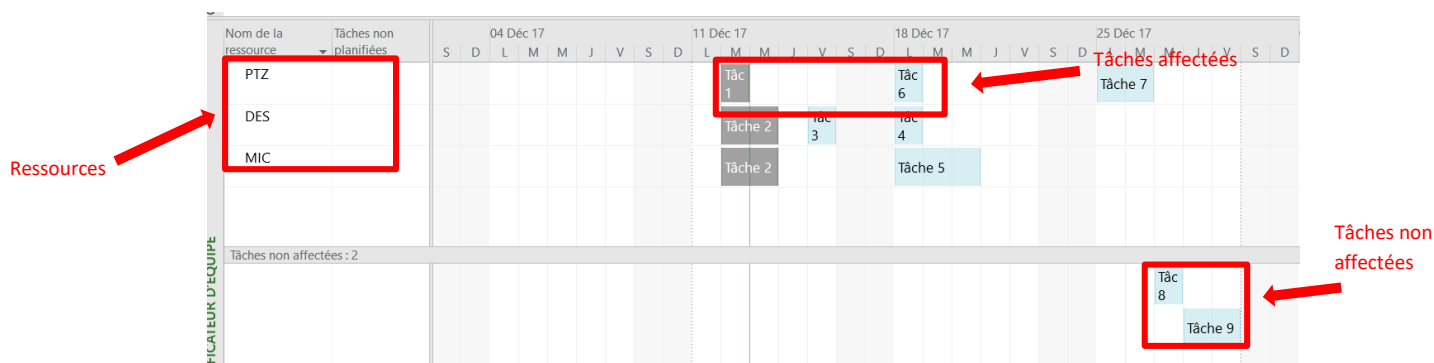 Nom de la ressource
Tâches non planifiées
04 Déc 17
11 Déc 17
18 Déc 17
25 Déc 17
S D L M M J V S D L M M J V S D L M M J V S D L M M J V S D
Tâches affectées
PTZ
Tâc 1
Tâc 6
Tâche 7
DES
Tâche 2
Tâc 3
Tâc 4
MIC
Tâche 2
Tâche 5
Ressources
Tâches non affectées : 2
Tâches non
affectées
Tâc 8
Tâche 9
FICATEUR D'ÉQUIPE